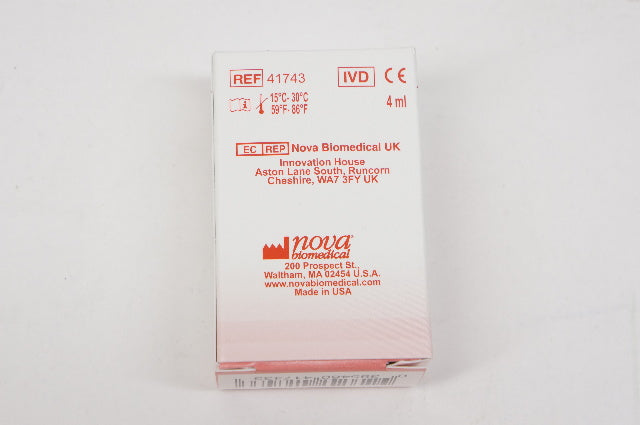 REF 41743 IVD CE
15°C- 30°C
59°F- 86°F
4 ml
EC REP Nova Biomedical UK
Innovation House
Aston Lane South, Runcorn
Cheshire, WA7 3FY UK
nova®
biomedical
200 Prospect St.,
Waltham, MA 02454 U.S.A.
www.novabiomedical.com
Made in USA